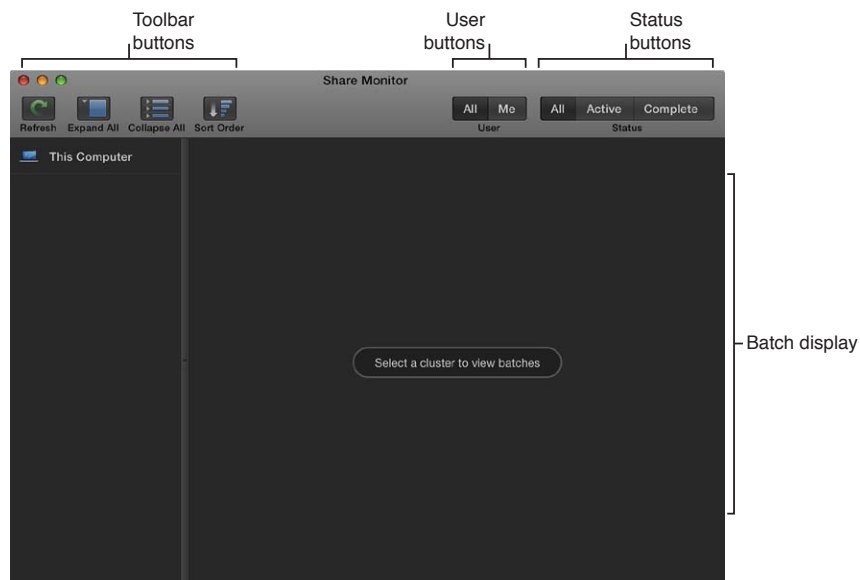 Toolbar
buttons
User
buttons
Status
buttons
Share Monitor
All Me
All Active Complete
Refresh Expand All Collapse All Sort Order
User
Status
This Computer
Select a cluster to view batches
Batch display